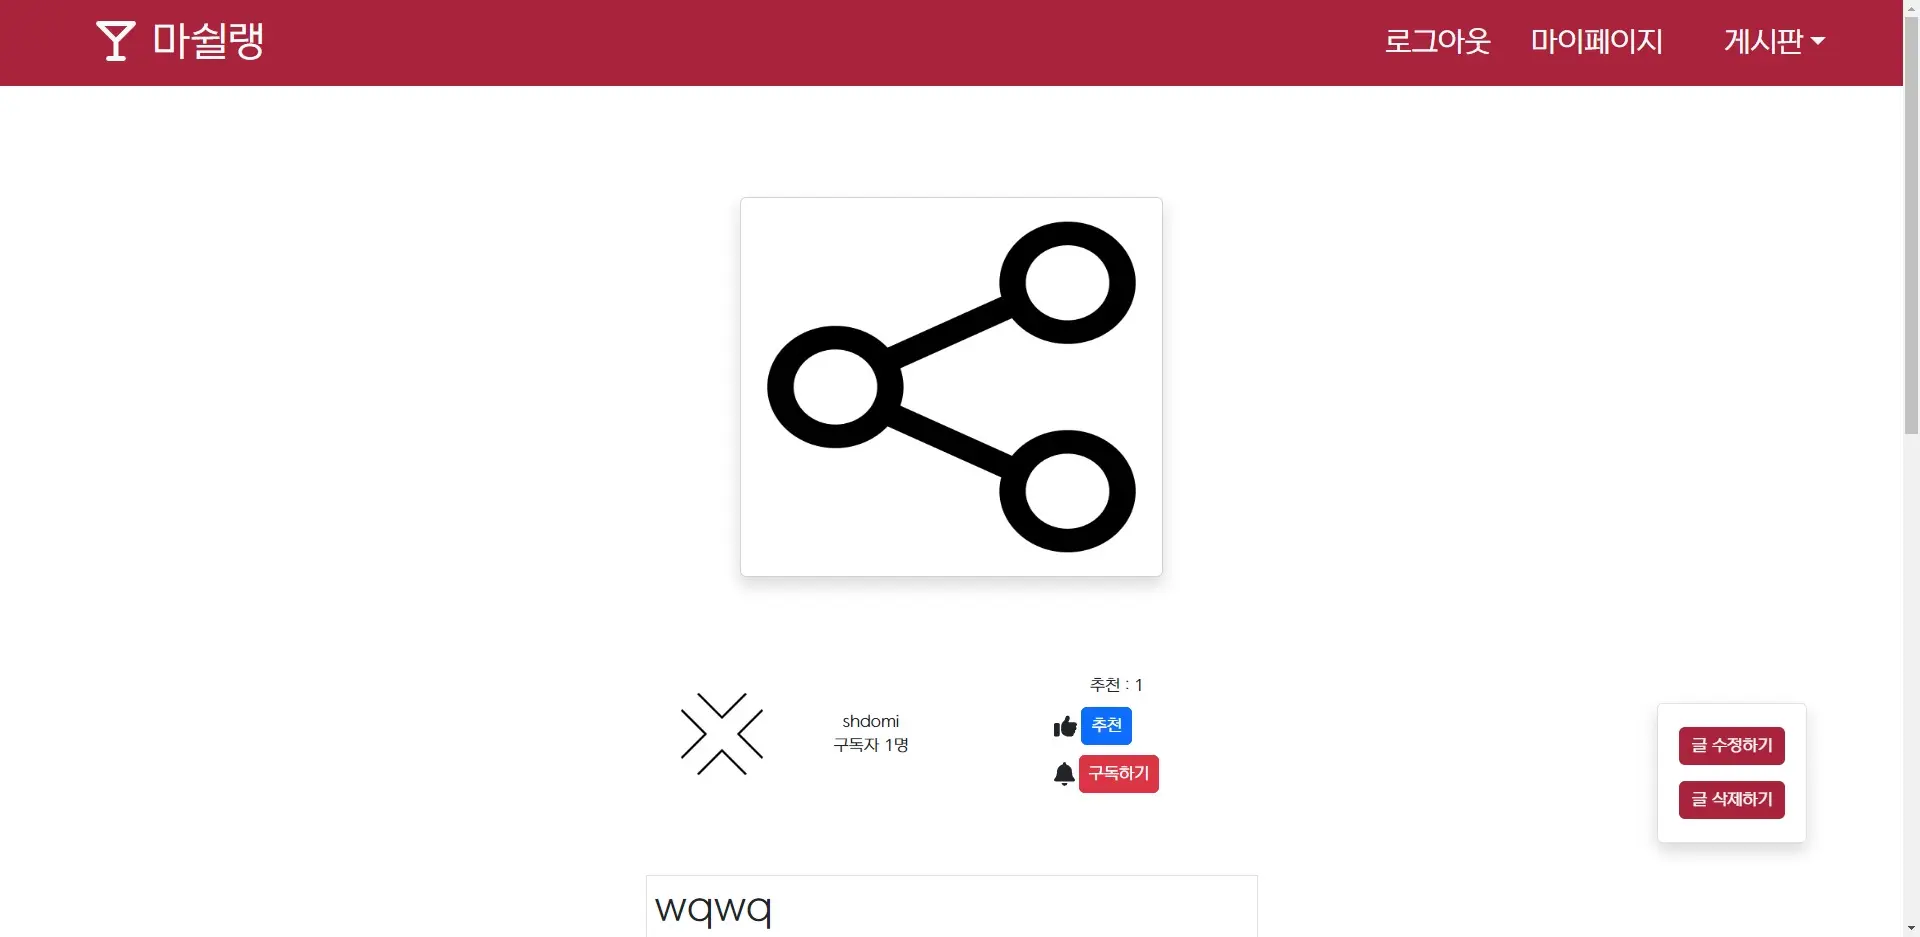 마쉴랭
로그아웃 마이페이지 게시판
추천 : 1
shdomi
구독자 1명
추천
구독하기
글 수정하기
글 삭제하기
wqwq